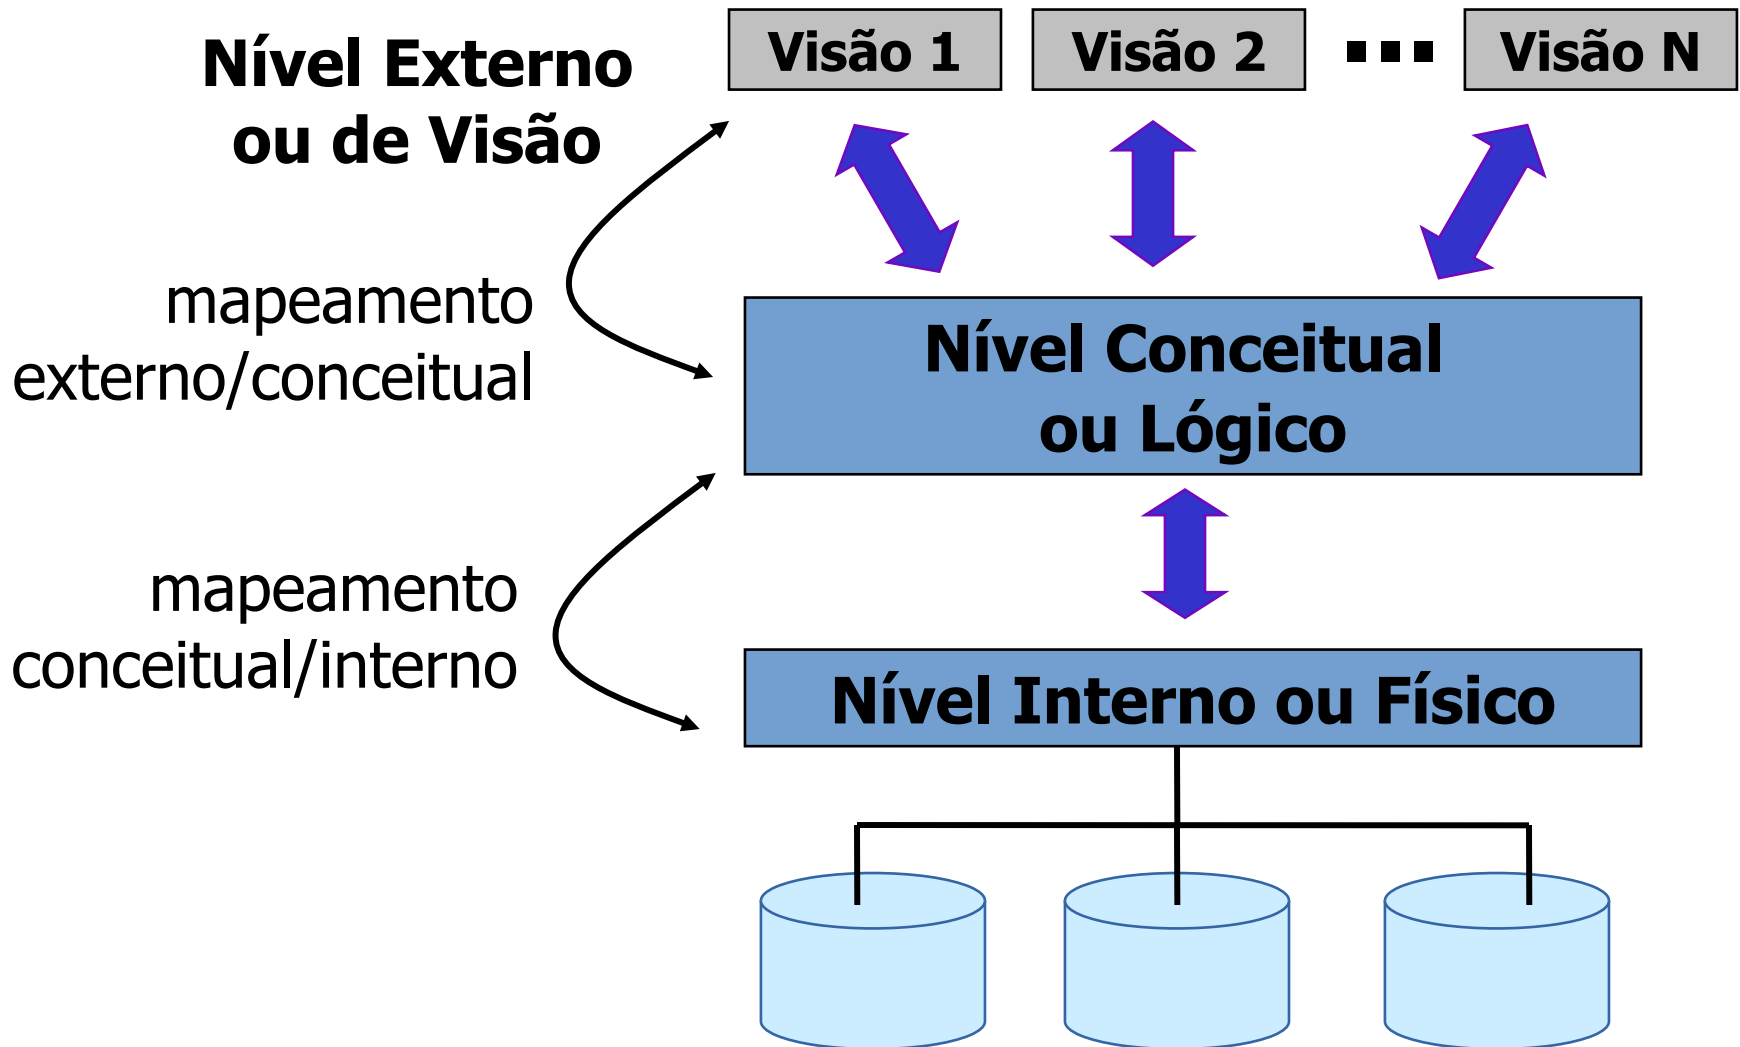 Nível Externo
ou de Visão
Visão 1
Visão 2
Visão N
mapeamento
externo/conceitual
Nível Conceitual
ou Lógico
mapeamento
conceitual/interno
Nível Interno ou Físico